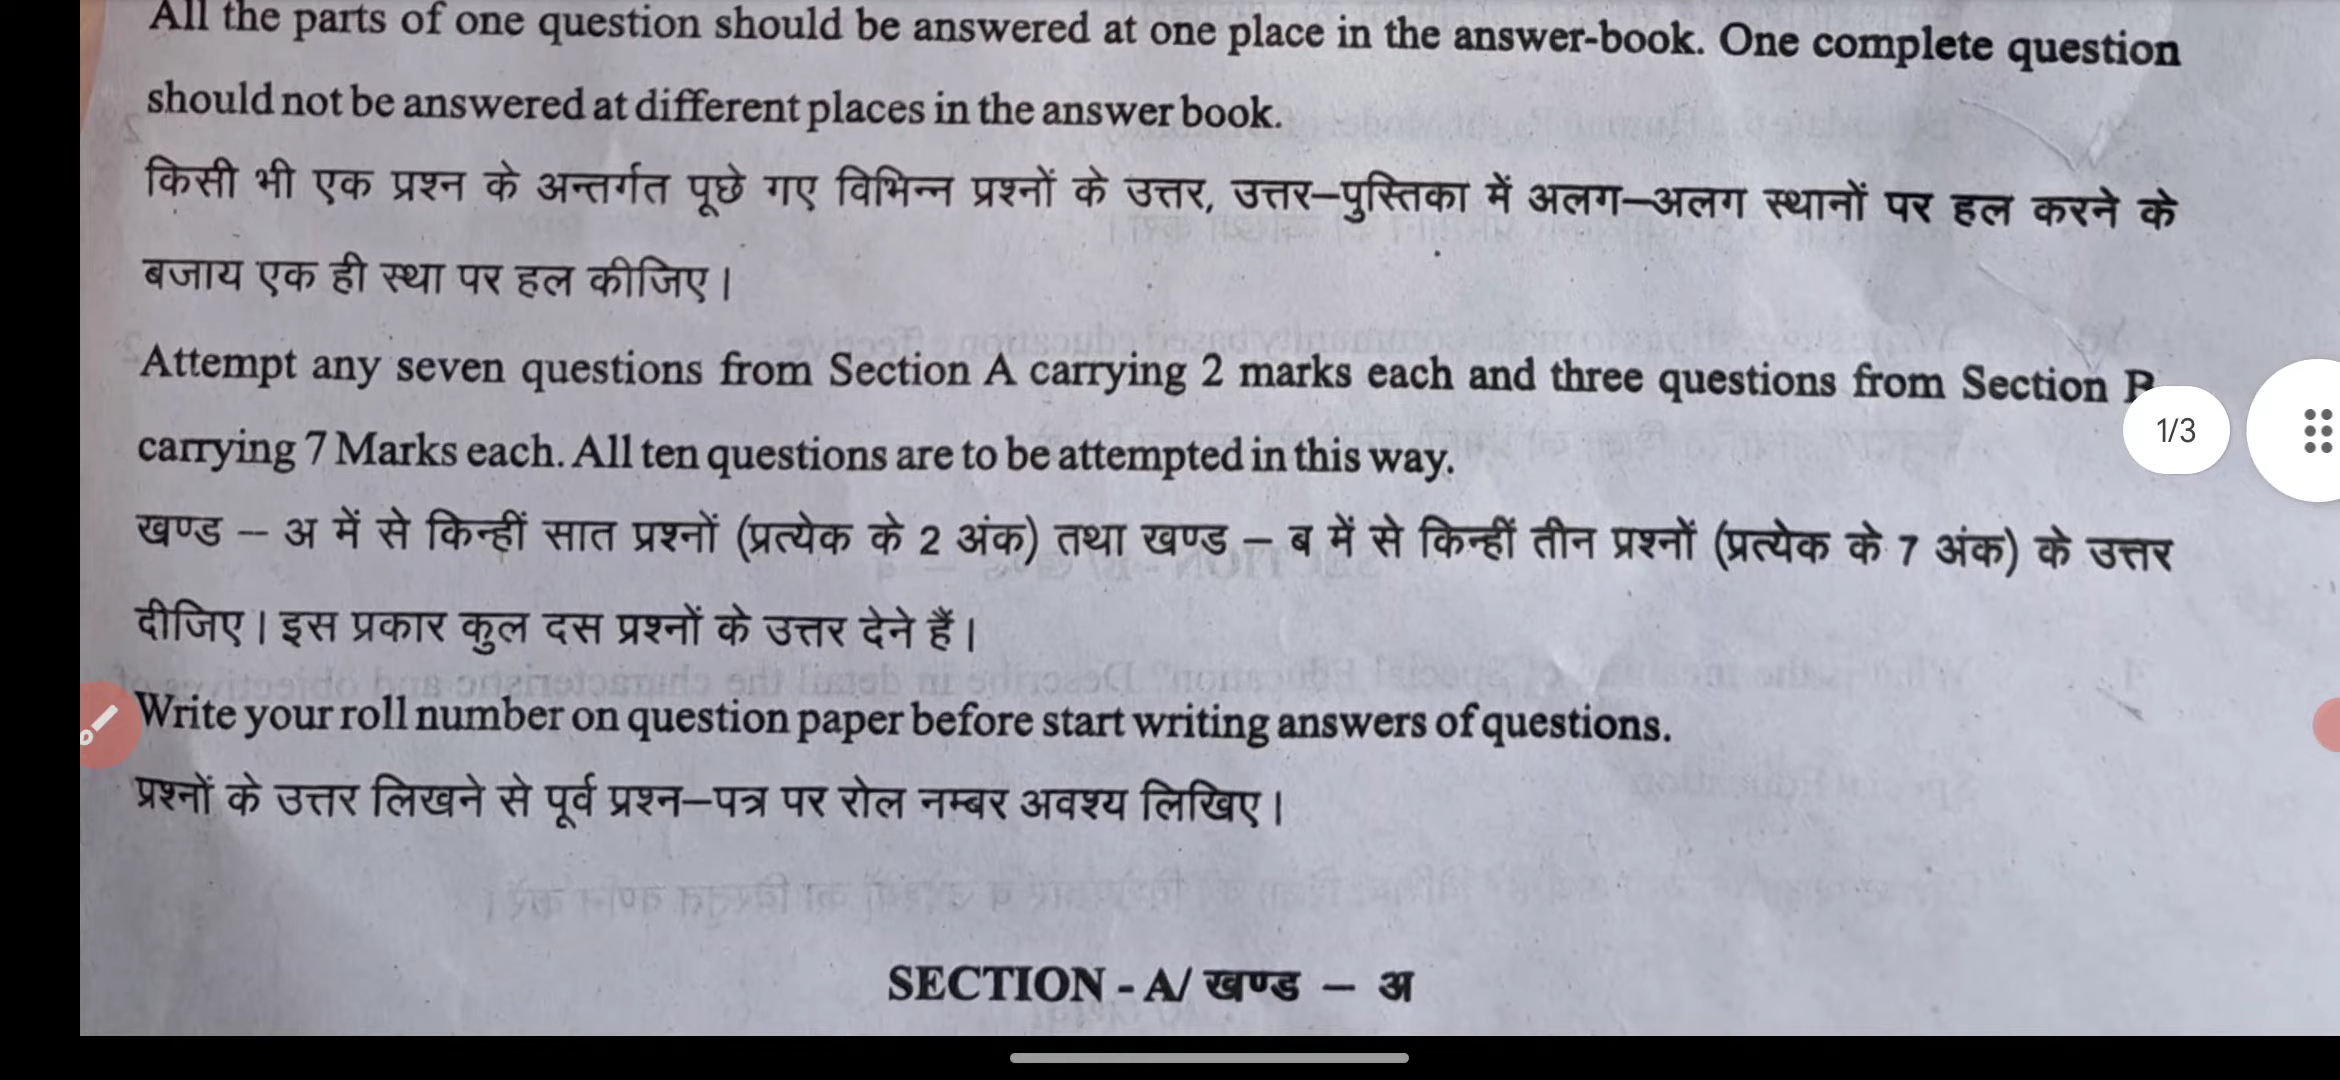 All the parts of one question should be answered at one place in the answer-book. One complete question
should not be answered at different places in the answer book.
किसी भी एक प्रश्न के अन्तर्गत पूछे गए विभिन्न प्रश्नों के उत्तर, उत्तर–पुस्तिका में अलग–अलग स्थानों पर हल करने के
बजाय एक ही स्था पर हल कीजिए।
Attempt any seven questions from Section A carrying 2 marks each and three questions from Section B
carrying 7 Marks each. All ten questions are to be attempted in this way.
1/3
खण्ड – अ में से किन्हीं सात प्रश्नों (प्रत्येक के 2 अंक) तथा खण्ड – ब में से किन्हीं तीन प्रश्नों (प्रत्येक के 7 अंक) के उत्तर
दीजिए। इस प्रकार कुल दस प्रश्नों के उत्तर देने हैं।
Write your roll number on question paper before start writing answers of questions.
प्रश्नों के उत्तर लिखने से पूर्व प्रश्न–पत्र पर रोल नम्बर अवश्य लिखिए।
SECTION - A/ खण्ड – अ